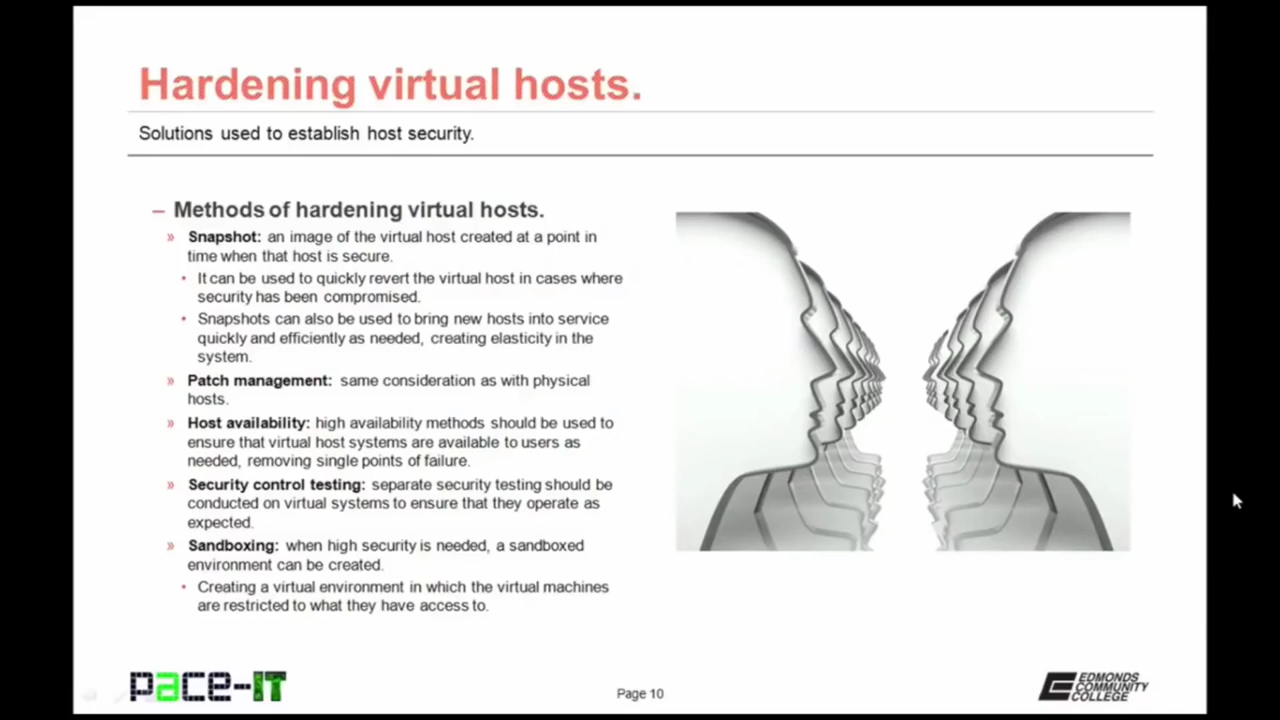 Hardening virtual hosts.
Solutions used to establish host security.
– Methods of hardening virtual hosts.
» Snapshot: an image of the virtual host created at a point in
time when that host is secure.
• It can be used to quickly revert the virtual host in cases where
security has been compromised.
• Snapshots can also be used to bring new hosts into service
quickly and efficiently as needed, creating elasticity in the
system.
» Patch management: same consideration as with physical
hosts.
» Host availability: high availability methods should be used to
ensure that virtual host systems are available to users as
needed, removing single points of failure.
» Security control testing: separate security testing should be
conducted on virtual systems to ensure that they operate as
expected.
» Sandboxing: when high security is needed, a sandboxed
environment can be created.
• Creating a virtual environment in which the virtual machines
are restricted to what they have access to.
pace-IT
Page 10
EDMONDS
COMMUNITY
COLLEGE